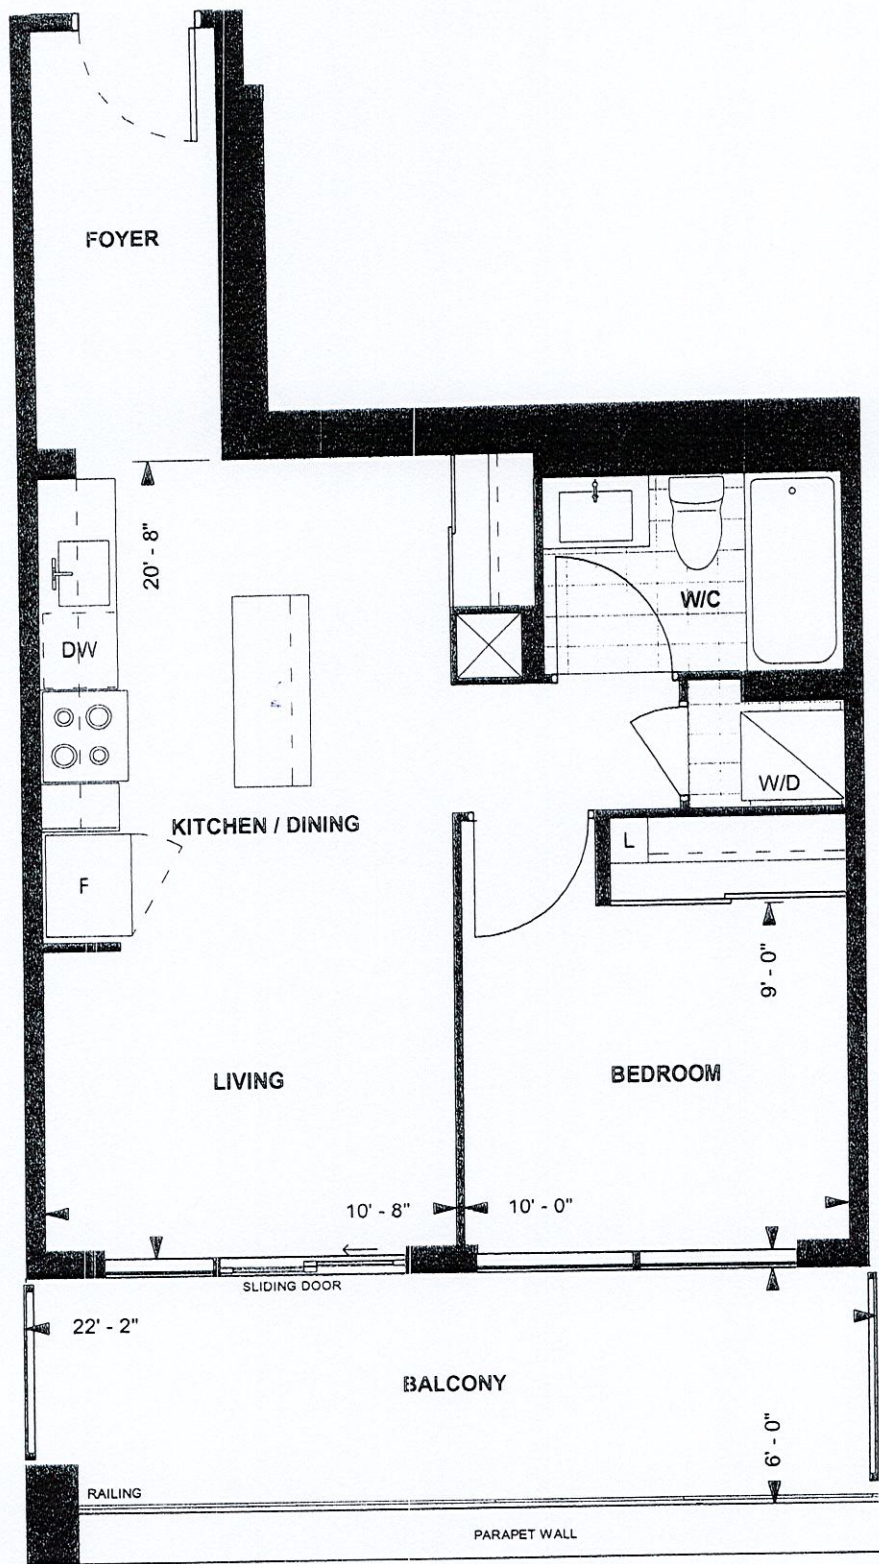 FOYER
20' - 8"
W/C
DW
W/D
KITCHEN / DINING
L
F
9' - 0"
LIVING
BEDROOM
10' - 8"
10' - 0"
SLIDING DOOR
22' - 2"
BALCONY
6' - 0"
RAILING
PARAPET WALL